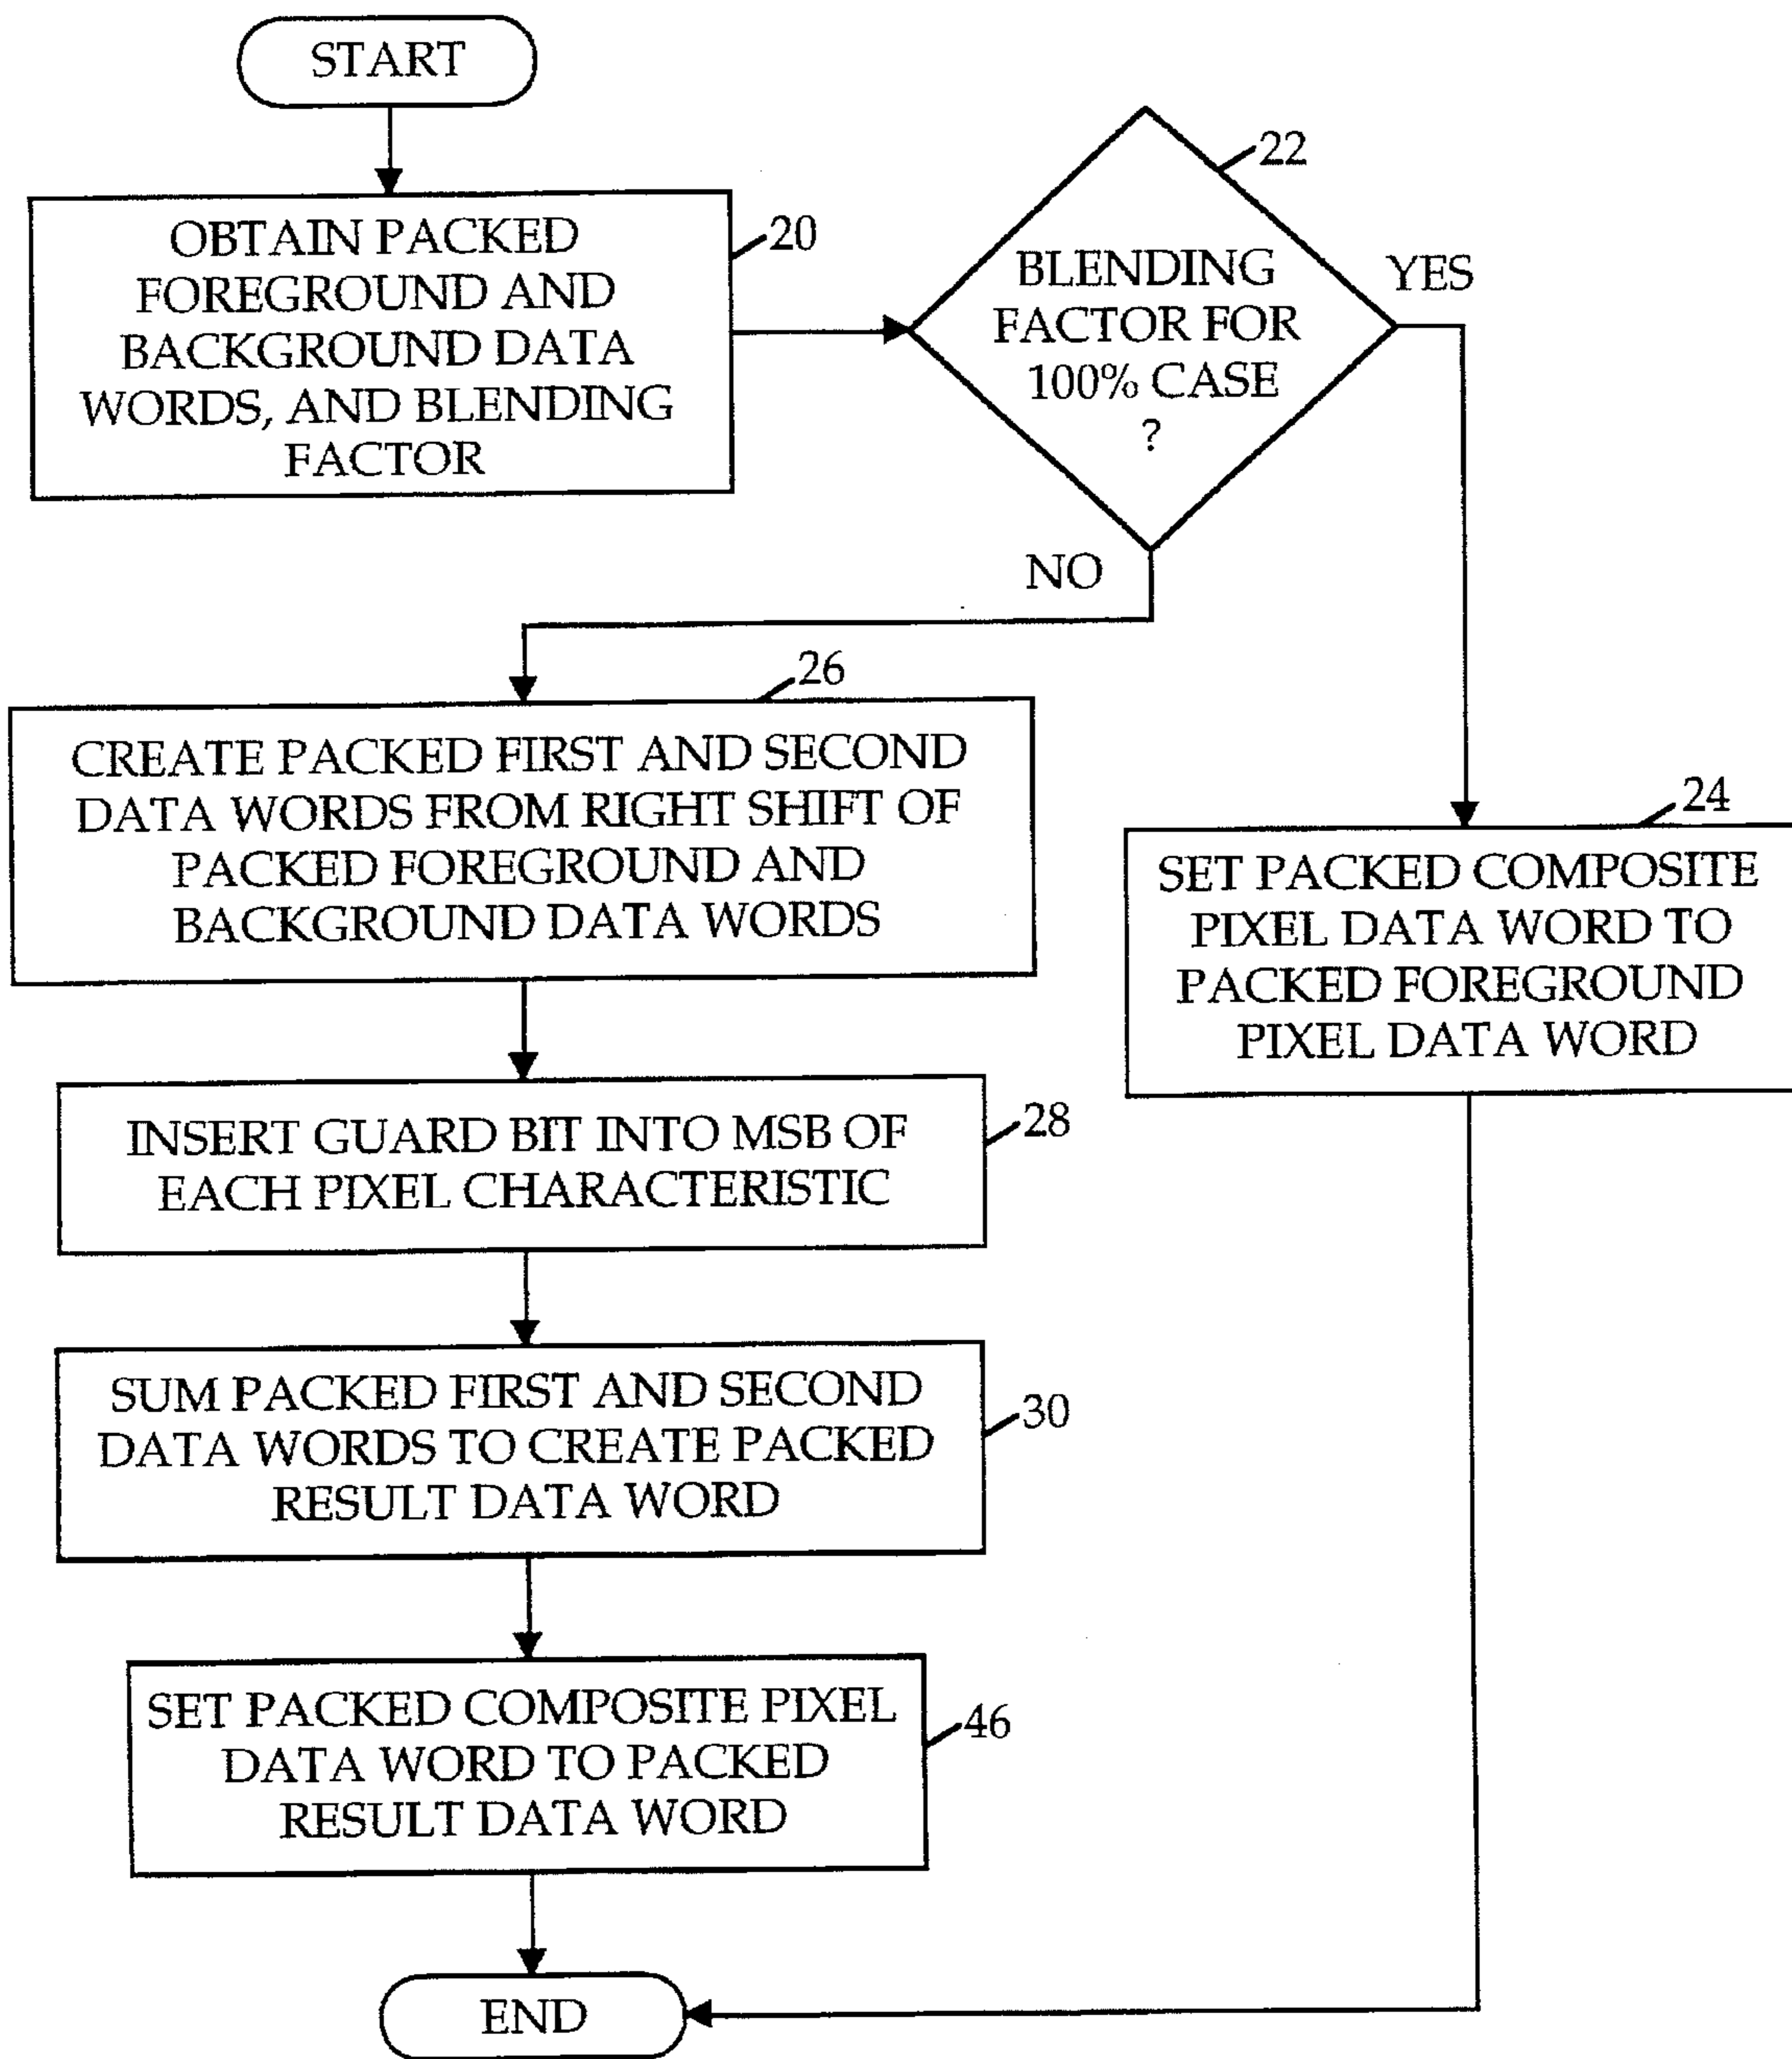 START
OBTAIN PACKED
FOREGROUND AND
BACKGROUND DATA
WORDS, AND BLENDING
FACTOR
20
BLENDING
FACTOR FOR
100% CASE
?
22
YES
NO
26
CREATE PACKED FIRST AND SECOND
DATA WORDS FROM RIGHT SHIFT OF
PACKED FOREGROUND AND
BACKGROUND DATA WORDS
24
SET PACKED COMPOSITE
PIXEL DATA WORD TO
PACKED FOREGROUND
PIXEL DATA WORD
INSERT GUARD BIT INTO MSB OF
EACH PIXEL CHARACTERISTIC
28
SUM PACKED FIRST AND SECOND
DATA WORDS TO CREATE PACKED
RESULT DATA WORD
30
SET PACKED COMPOSITE PIXEL
DATA WORD TO PACKED
RESULT DATA WORD
46
END